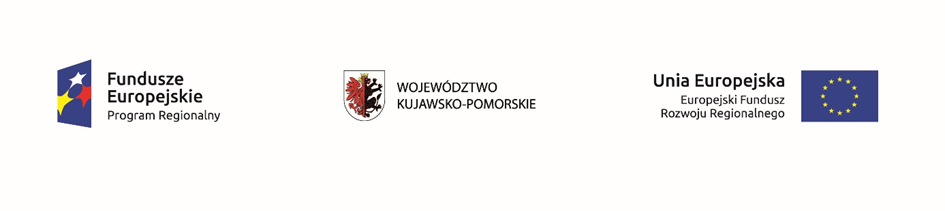 Fundusze
Europejskie
Program Regionalny
WOJEWÓDZTWO
KUJAWSKO-POMORSKIE
Unia Europejska
Europejski Fundusz
Rozwoju Regionalnego